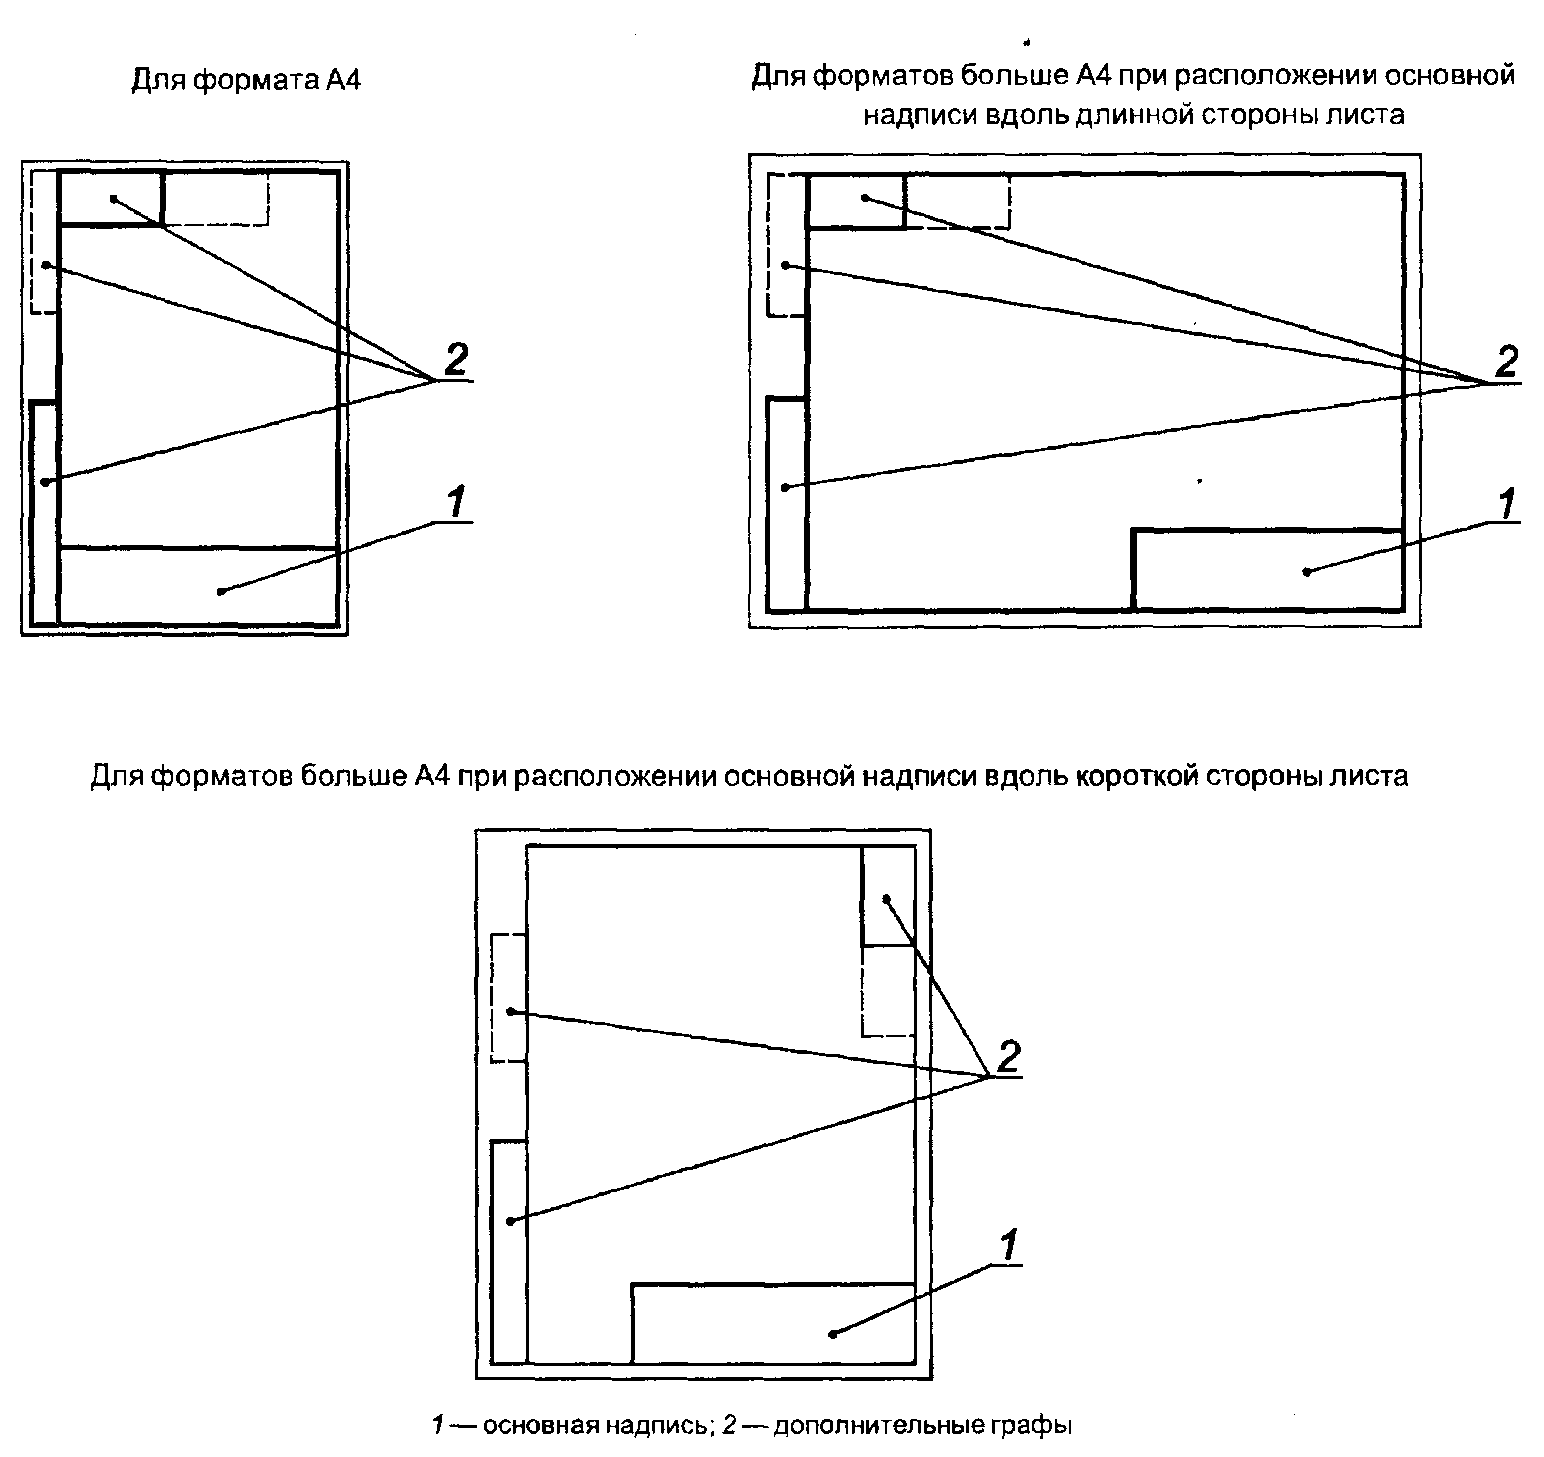 Для формата А4
Для форматов больше А4 при расположении основной
надписи вдоль длинной стороны листа
2
1
2
1
Для форматов больше А4 при расположении основной надписи вдоль короткой стороны листа
2
1
1 — основная надпись; 2 — дополнительные графы